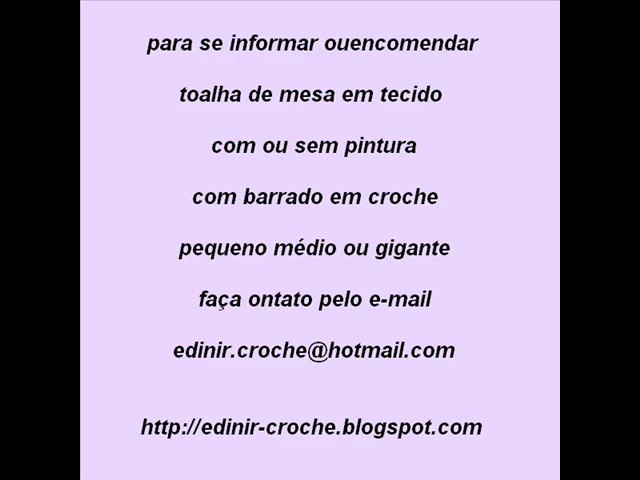 para se informar ouencomendar
toalha de mesa em tecido
com ou sem pintura
com barrado em croche
pequeno médio ou gigante
faça ontato pelo e-mail
edinir.croche@hotmail.com
http://edinir-croche.blogspot.com